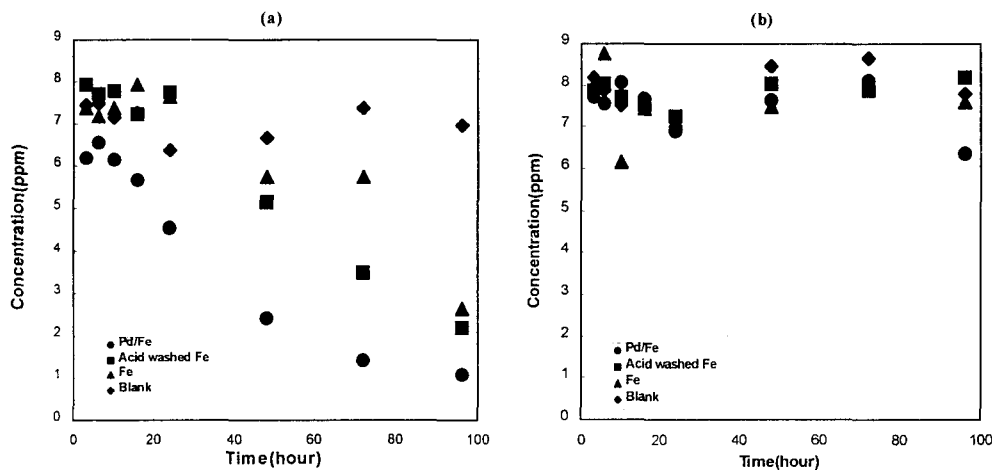 (a)
9
8
7
6
5
4
3
2
1
0
Concentration(ppm)
Pd/Fe
Acid washed Fe
Fe
Blank
0 20 40 60 80 100
Time(hour)
(b)
9
8
7
6
5
4
3
2
1
0
Concentration(ppm)
Pd/Fe
Acid washed Fe
Fe
Blank
0 20 40 60 80 100
Time(hour)